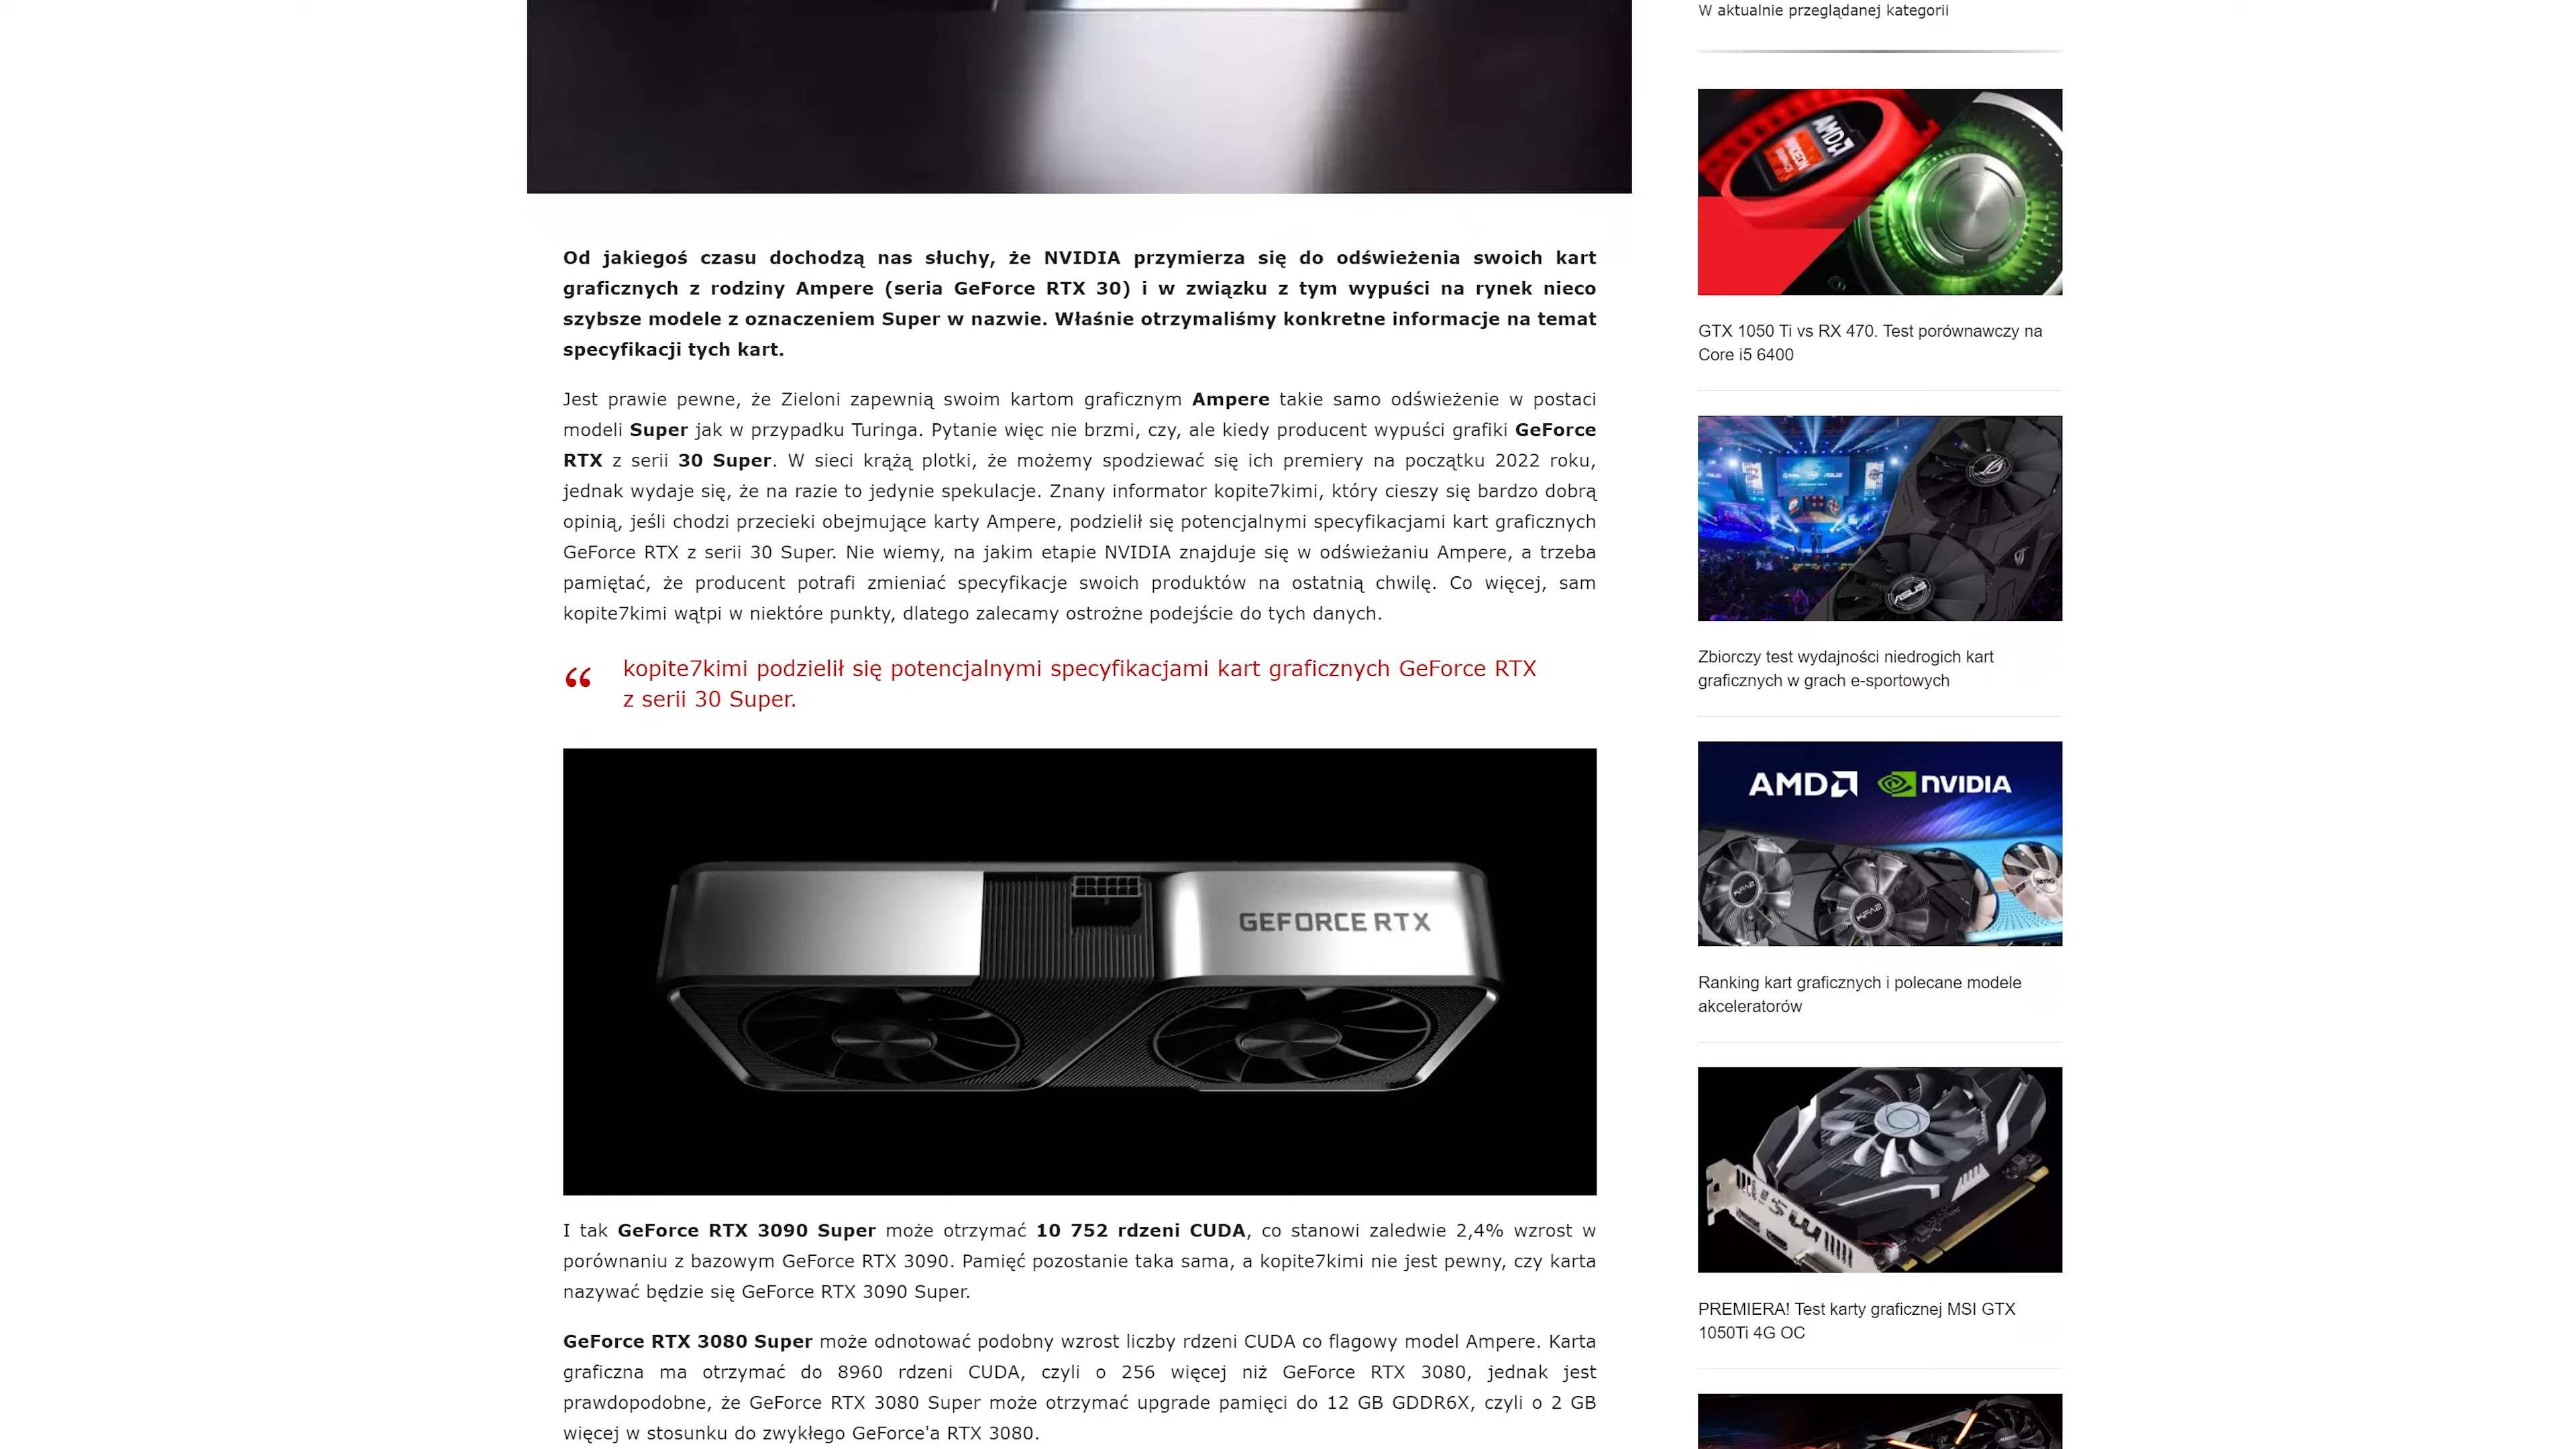 W aktualnie przeglądanej kategorii
Od jakiegoś czasu dochodzą nas słuchy, że NVIDIA przymierza się do odświeżenia swoich kart
graficznych z rodziny Ampere (seria GeForce RTX 30) i w związku z tym wypuści na rynek nieco
szybsze modele z oznaczeniem Super w nazwie. Właśnie otrzymaliśmy konkretne informacje na temat
specyfikacji tych kart.
Jest prawie pewne, że Zieloni zapewnią swoim kartom graficznym Ampere takie samo odświeżenie w postaci
modeli Super jak w przypadku Turinga. Pytanie więc nie brzmi, czy, ale kiedy producent wypuści grafiki GeForce
RTX z serii 30 Super. W sieci krążą plotki, że możemy spodziewać się ich premiery na początku 2022 roku,
jednak wydaje się, że na razie to jedynie spekulacje. Znany informator kopite7kimi, który cieszy się bardzo dobrą
opinią, jeśli chodzi przecieki obejmujące karty Ampere, podzielił się potencjalnymi specyfikacjami kart graficznych
GeForce RTX z serii 30 Super. Nie wiemy, na jakim etapie NVIDIA znajduje się w odświeżaniu Ampere, a trzeba
pamiętać, że producent potrafi zmieniać specyfikacje swoich produktów na ostatnią chwilę. Co więcej, sam
kopite7kimi wątpi w niektóre punkty, dlatego zalecamy ostrożne podejście do tych danych.
“ kopite7kimi podzielił się potencjalnymi specyfikacjami kart graficznych GeForce RTX
z serii 30 Super.
GEFORCE RTX
I tak GeForce RTX 3090 Super może otrzymać 10 752 rdzeni CUDA, co stanowi zaledwie 2,4% wzrost w
porównaniu z bazowym GeForce RTX 3090. Pamięć pozostanie taka sama, a kopite7kimi nie jest pewny, czy karta
nazywać będzie się GeForce RTX 3090 Super.
GeForce RTX 3080 Super może odnotować podobny wzrost liczby rdzeni CUDA co flagowy model Ampere. Karta
graficzna ma otrzymać do 8960 rdzeni CUDA, czyli o 256 więcej niż GeForce RTX 3080, jednak jest
prawdopodobne, że GeForce RTX 3080 Super może otrzymać upgrade pamięci do 12 GB GDDR6X, czyli o 2 GB
więcej w stosunku do zwykłego GeForce'a RTX 3080.
AMD
RADEON
GTX 1050 Ti vs RX 470. Test porównawczy na
Core i5 6400
ASUS
Zbiorczy test wydajności niedrogich kart
graficznych w grach e-sportowych
AMD NVIDIA
KFA2
KFA2
NITRO
Ranking kart graficznych i polecane modele
akceleratorów
msi
PREMIERA! Test karty graficznej MSI GTX
1050Ti 4G OC